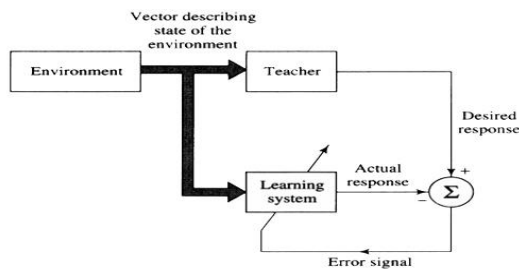 Vector describing
state of the
environment
Environment
Teacher
Desired
response
Learning
system
Actual
response
+
−
Σ
Error signal